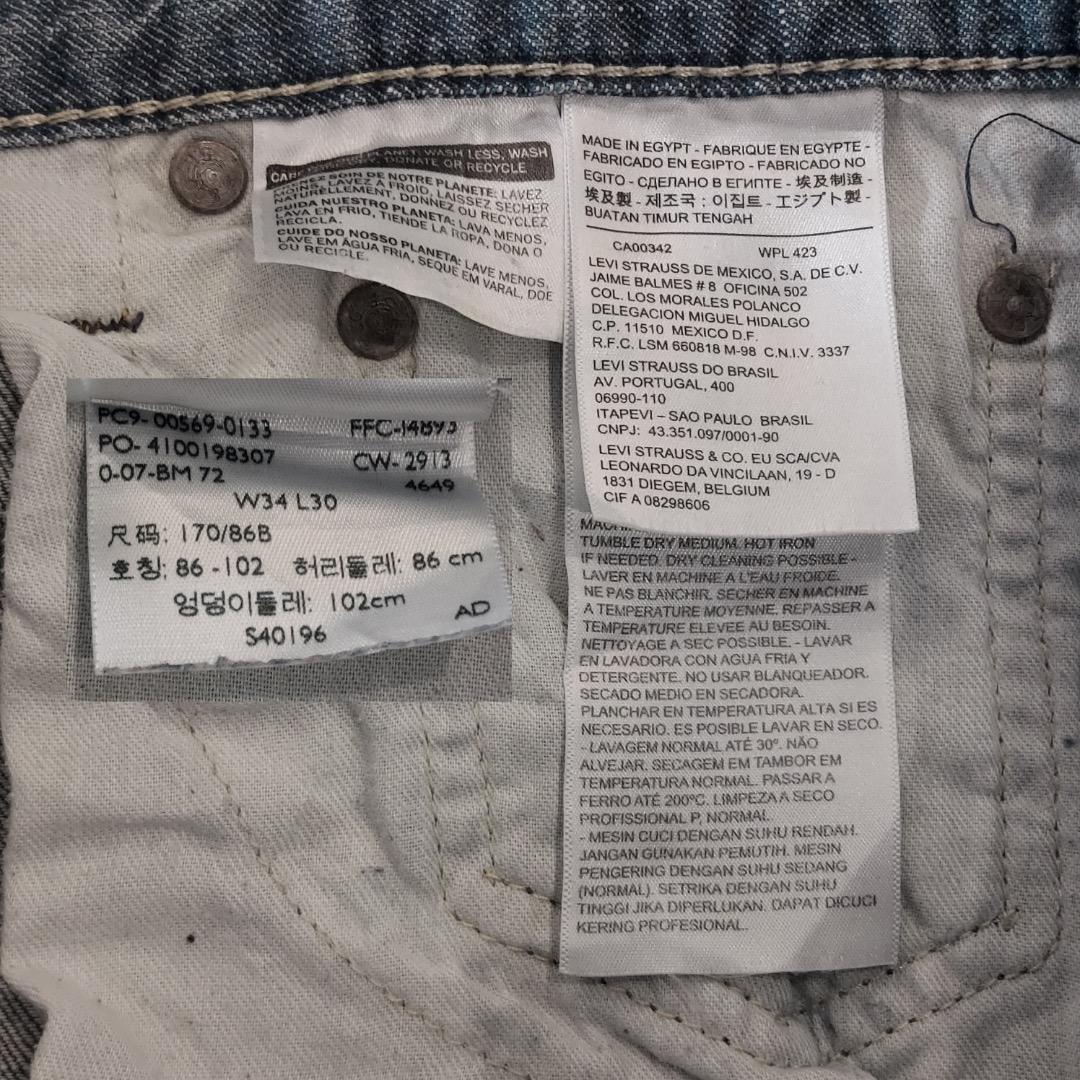 PLANET: WASH LESS, WASH
DONATE OR RECYCLE
SOIN DE NOTRE PLANETE: LAVEZ
MOINS, LAVEZ À FROID, LAISSEZ SECHER
NATURELLEMENT, DONNEZ OU RECYCLEZ
CUIDA NUESTRO PLANETA: LAVA MENOS,
LAVA EN FRIO, TIENDE LA ROPA, DONA O
RECICLA.
CUIDE DO NOSSO PLANETA: LAVE MENOS,
LAVE EM ÁGUA FRIA, SEQUE EM VARAL, DOE
OU RECICLE.
MADE IN EGYPT - FABRIQUE EN EGYPTE -
FABRICADO EN EGIPTO - FABRICADO NO
EGITO - СДЕЛАНО В ЕГИПТЕ - 埃及制造 -
埃及製 - 제조국 : 이집트 - エジプト製 -
BUATAN TIMUR TENGAH
CA00342 WPL 423
LEVI STRAUSS DE MEXICO, S.A. DE C.V.
JAIME BALMES # 8 OFICINA 502
COL. LOS MORALES POLANCO
DELEGACION MIGUEL HIDALGO
C.P. 11510 MEXICO D.F.
R.F.C. LSM 660818 M-98 C.N.I.V. 3337
LEVI STRAUSS DO BRASIL
AV. PORTUGAL, 400
06990-110
ITAPEVI – SAO PAULO BRASIL
CNPJ: 43.351.097/0001-90
LEVI STRAUSS & CO. EU SCA/CVA
LEONARDO DA VINCILAAN, 19 - D
1831 DIEGEM, BELGIUM
CIF A 08298606
PC9-00569-0133 FFC-14893
PO-4100198307 CW-2913
0-07-BM 72 4649
W34 L30
尺码: 170/86B
호칭: 86-102 허리둘레: 86 cm
엉덩이둘레: 102cm AD
S40196
TUMBLE DRY MEDIUM. HOT IRON
IF NEEDED. DRY CLEANING POSSIBLE -
LAVER EN MACHINE A L'EAU FROIDE.
NE PAS BLANCHIR. SECHER EN MACHINE
A TEMPERATURE MOYENNE. REPASSER A
TEMPERATURE ELEVEE AU BESOIN.
NETTOYAGE A SEC POSSIBLE. - LAVAR
EN LAVADORA CON AGUA FRIA Y
DETERGENTE. NO USAR BLANQUEADOR.
SECADO MEDIO EN SECADORA.
PLANCHAR EN TEMPERATURA ALTA SI ES
NECESARIO. ES POSIBLE LAVAR EN SECO.
- LAVAGEM NORMAL ATÉ 30º. NÃO
ALVEJAR. SECAGEM EM TAMBOR EM
TEMPERATURA NORMAL. PASSAR A
FERRO ATÉ 200ºC. LIMPEZA A SECO
PROFISSIONAL P, NORMAL.
- MESIN CUCI DENGAN SUHU RENDAH.
JANGAN GUNAKAN PEMUTIH. MESIN
PENGERING DENGAN SUHU SEDANG
(NORMAL). SETRIKA DENGAN SUHU
TINGGI JIKA DIPERLUKAN. DAPAT DICUCI
KERING PROFESIONAL.